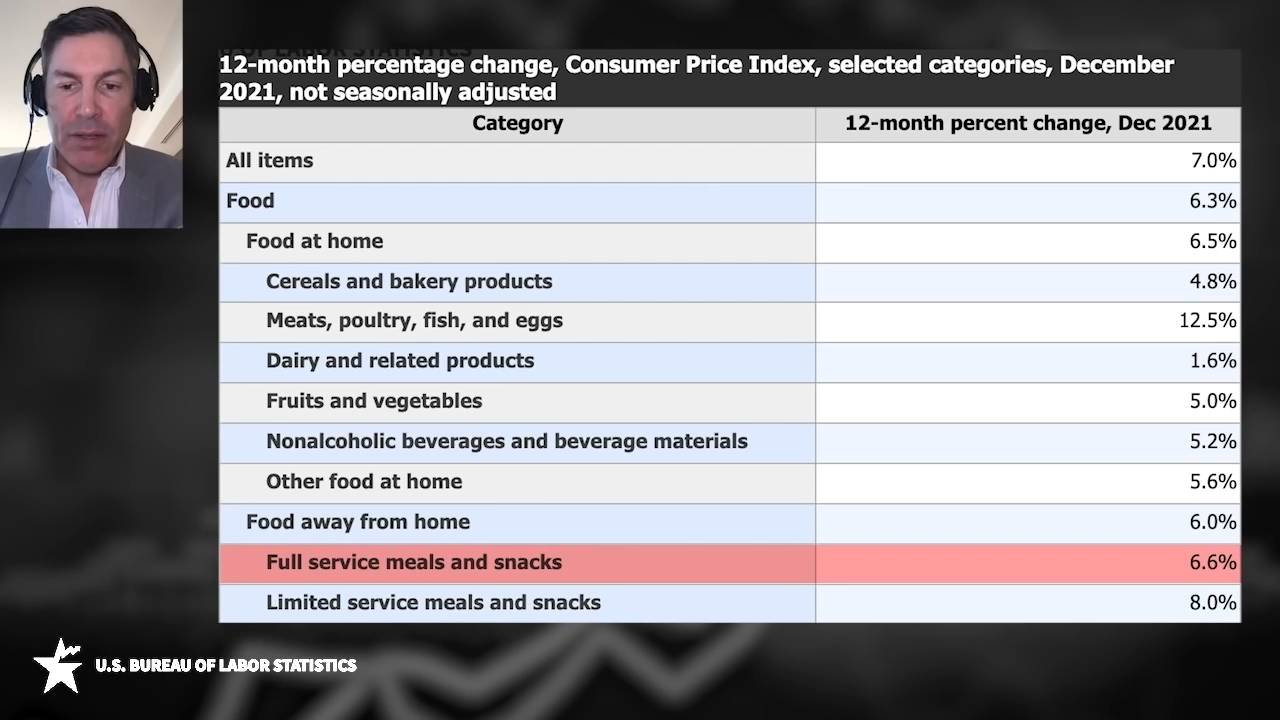 12-month percentage change, Consumer Price Index, selected categories, December
2021, not seasonally adjusted
Category 12-month percent change, Dec 2021
All items 7.0%
Food 6.3%
Food at home 6.5%
Cereals and bakery products 4.8%
Meats, poultry, fish, and eggs 12.5%
Dairy and related products 1.6%
Fruits and vegetables 5.0%
Nonalcoholic beverages and beverage materials 5.2%
Other food at home 5.6%
Food away from home 6.0%
Full service meals and snacks 6.6%
Limited service meals and snacks 8.0%
U.S. BUREAU OF LABOR STATISTICS